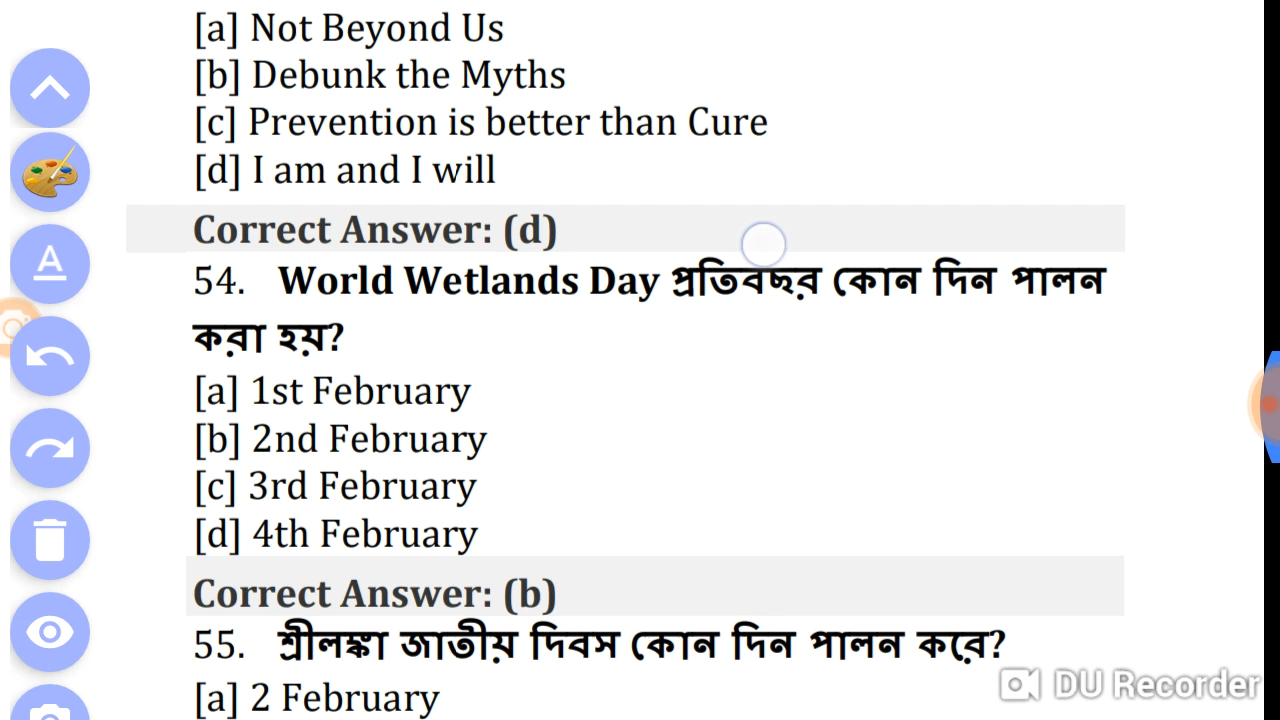 [a] Not Beyond Us
[b] Debunk the Myths
[c] Prevention is better than Cure
[d] I am and I will
Correct Answer: (d)
54. World Wetlands Day প্রতিবছর কোন দিন পালন
করা হয়?
[a] 1st February
[b] 2nd February
[c] 3rd February
[d] 4th February
Correct Answer: (b)
55. শ্রীলঙ্কা জাতীয় দিবস কোন দিন পালন করে?
[a] 2 February
DU Recorder